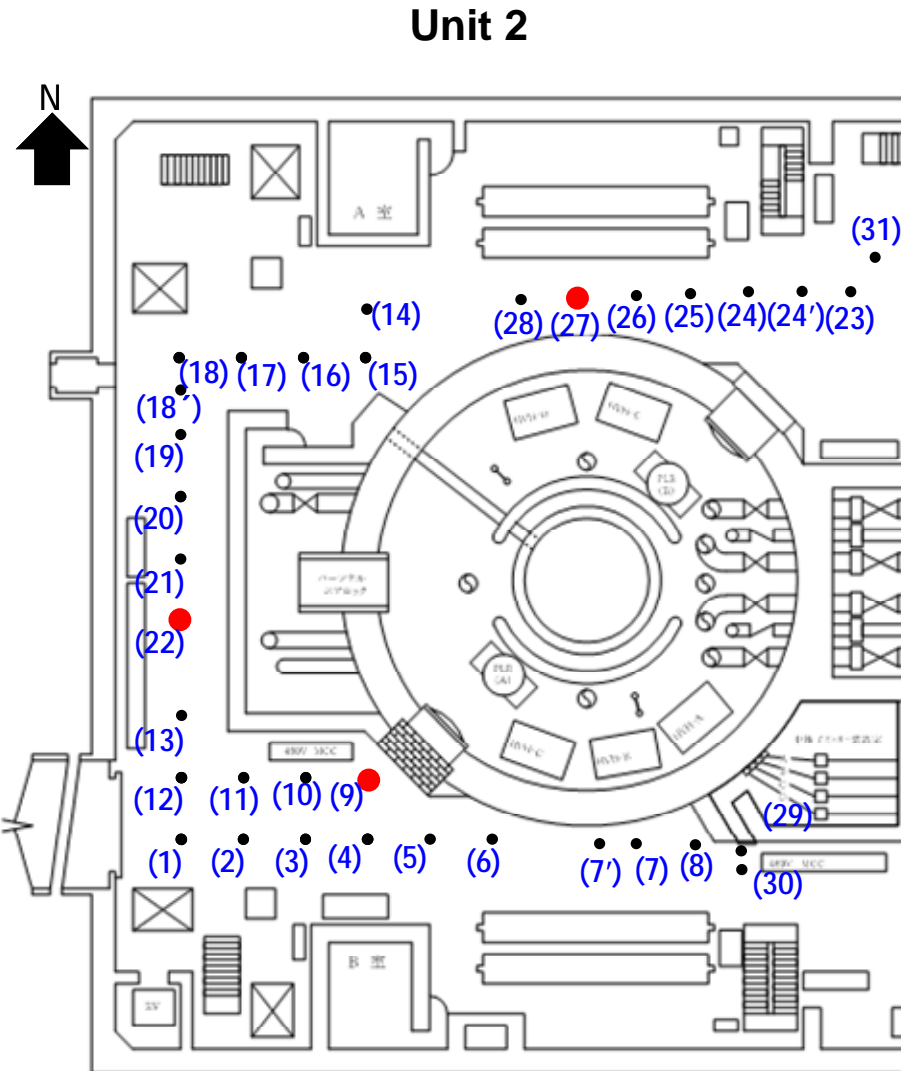 Unit 2
N
A 室
(31)
(14)
(28) (27) (26) (25) (24) (24′) (23)
(18) (17) (16) (15)
(18´)
(19)
(20)
PLR
(B)
(21)
(22)
PLR
(A)
(13)
480V MCC
(12) (11) (10) (9)
(29)
(1) (2) (3) (4) (5) (6) (7′) (7) (8)
480V MCC
(30)
B 室